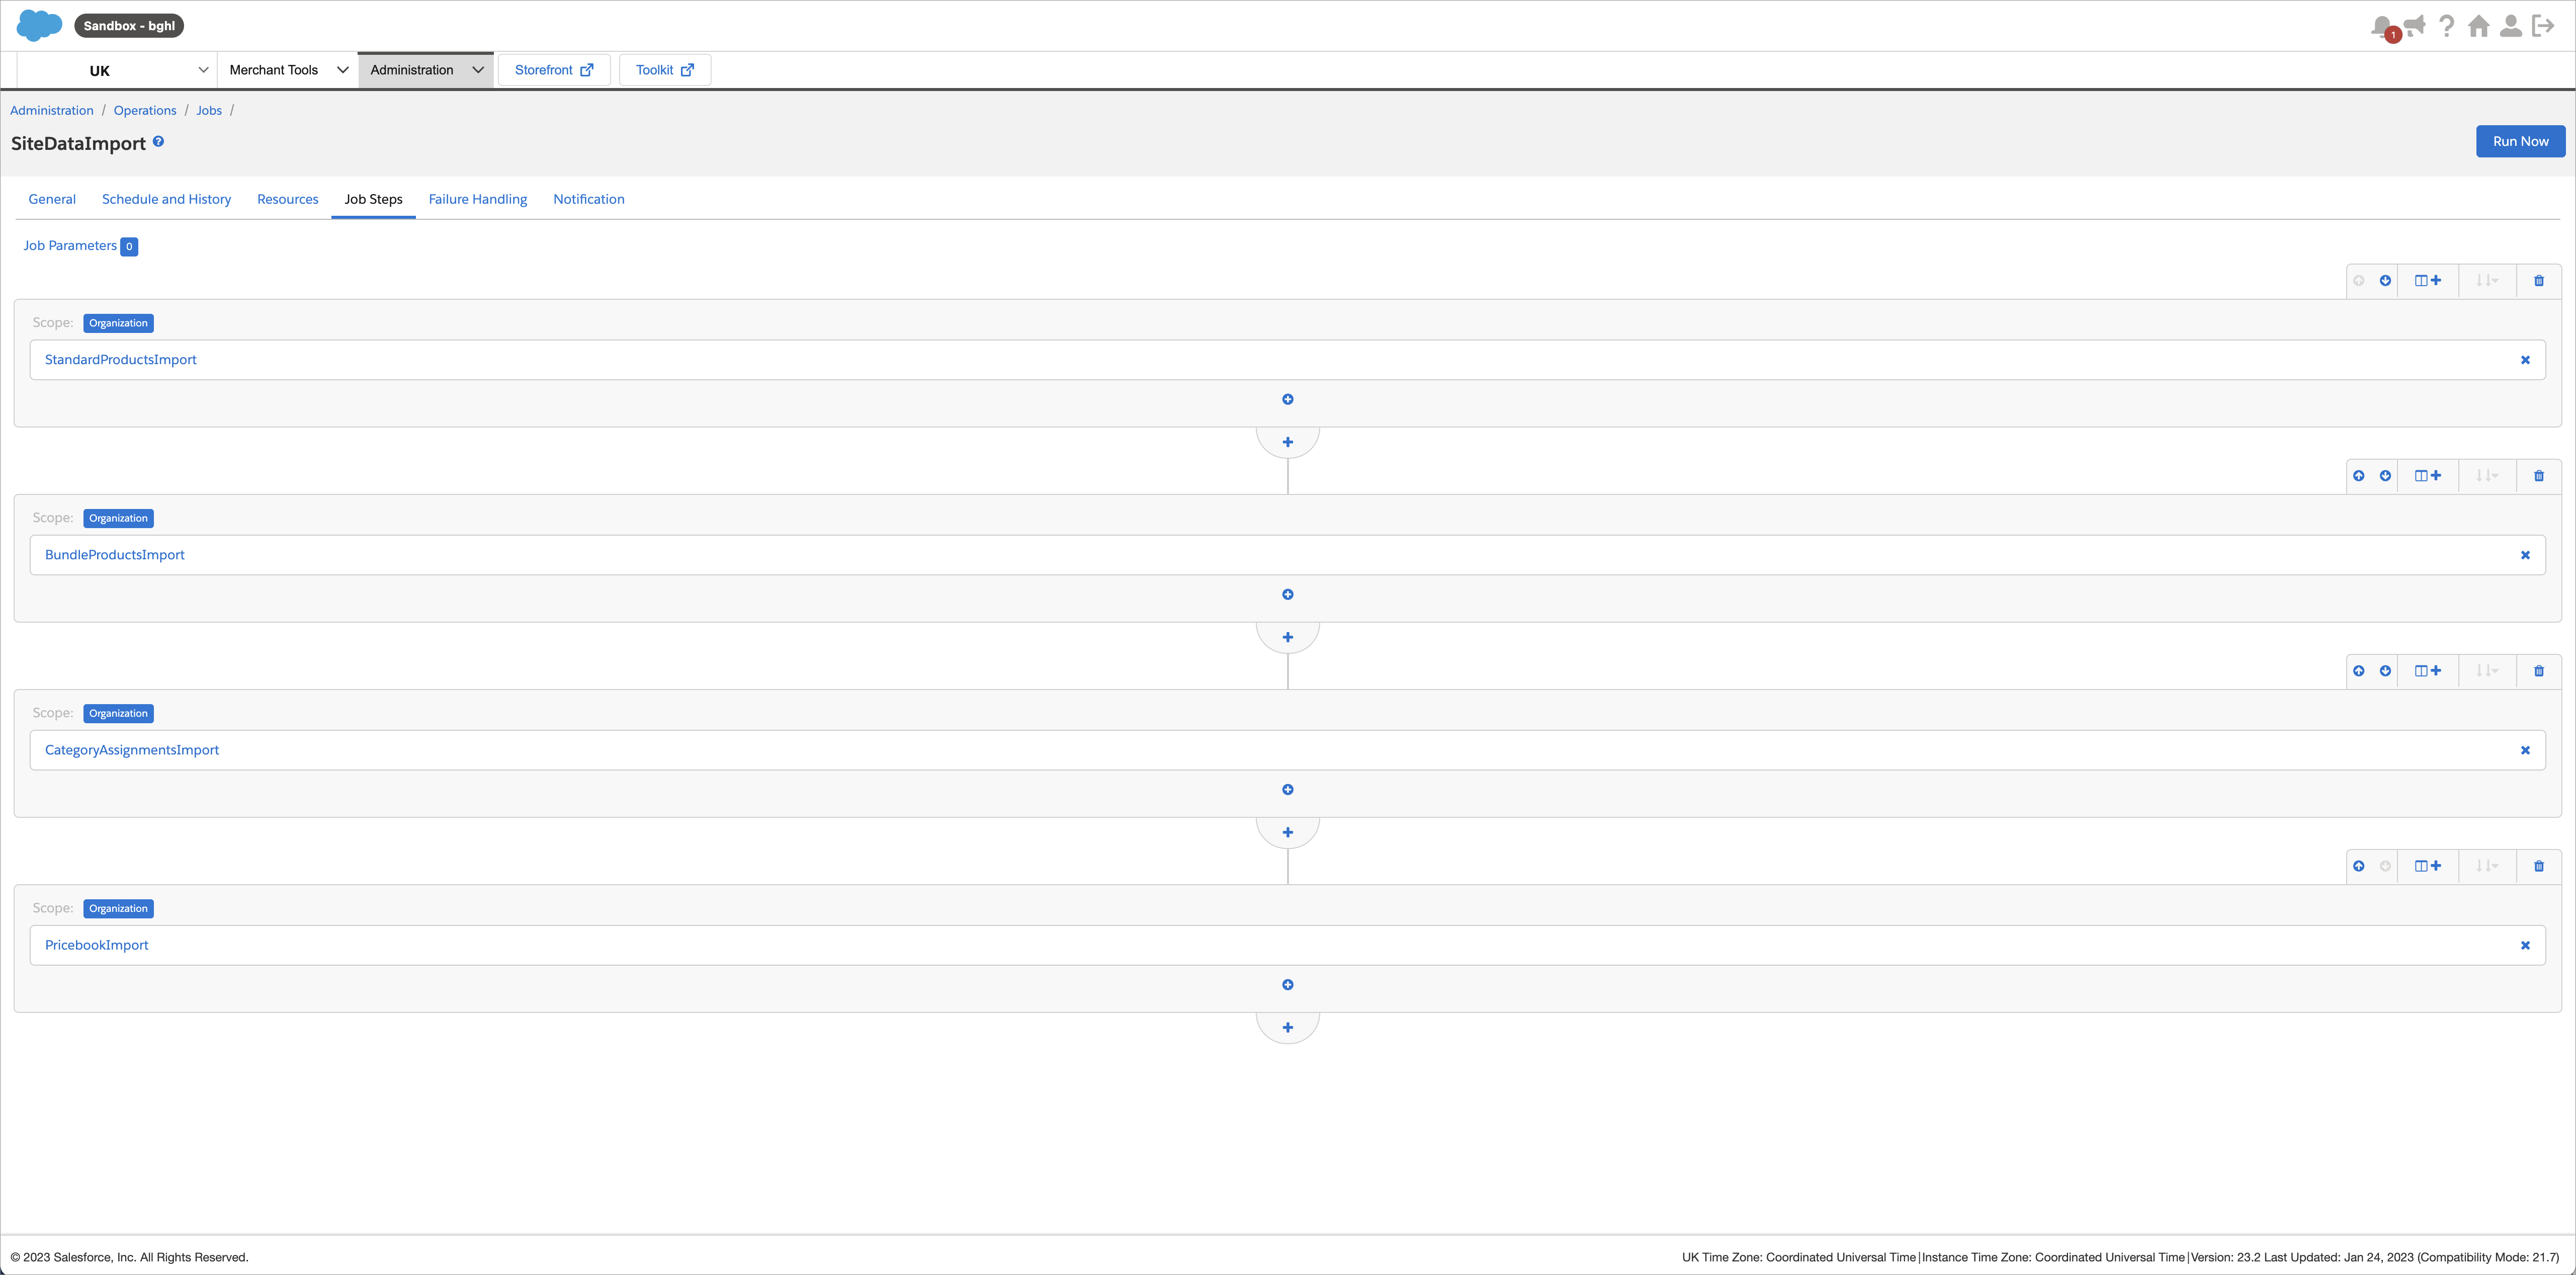 Sandbox - bghl
1
UK
Merchant Tools
Administration
Storefront
Toolkit
Administration / Operations / Jobs /
SiteDataImport
Run Now
General
Schedule and History
Resources
Job Steps
Failure Handling
Notification
Job Parameters 0
Scope: Organization
StandardProductsImport
Scope: Organization
BundleProductsImport
Scope: Organization
CategoryAssignmentsImport
Scope: Organization
PricebookImport
© 2023 Salesforce, Inc. All Rights Reserved.
UK Time Zone: Coordinated Universal Time|Instance Time Zone: Coordinated Universal Time|Version: 23.2 Last Updated: Jan 24, 2023 (Compatibility Mode: 21.7)